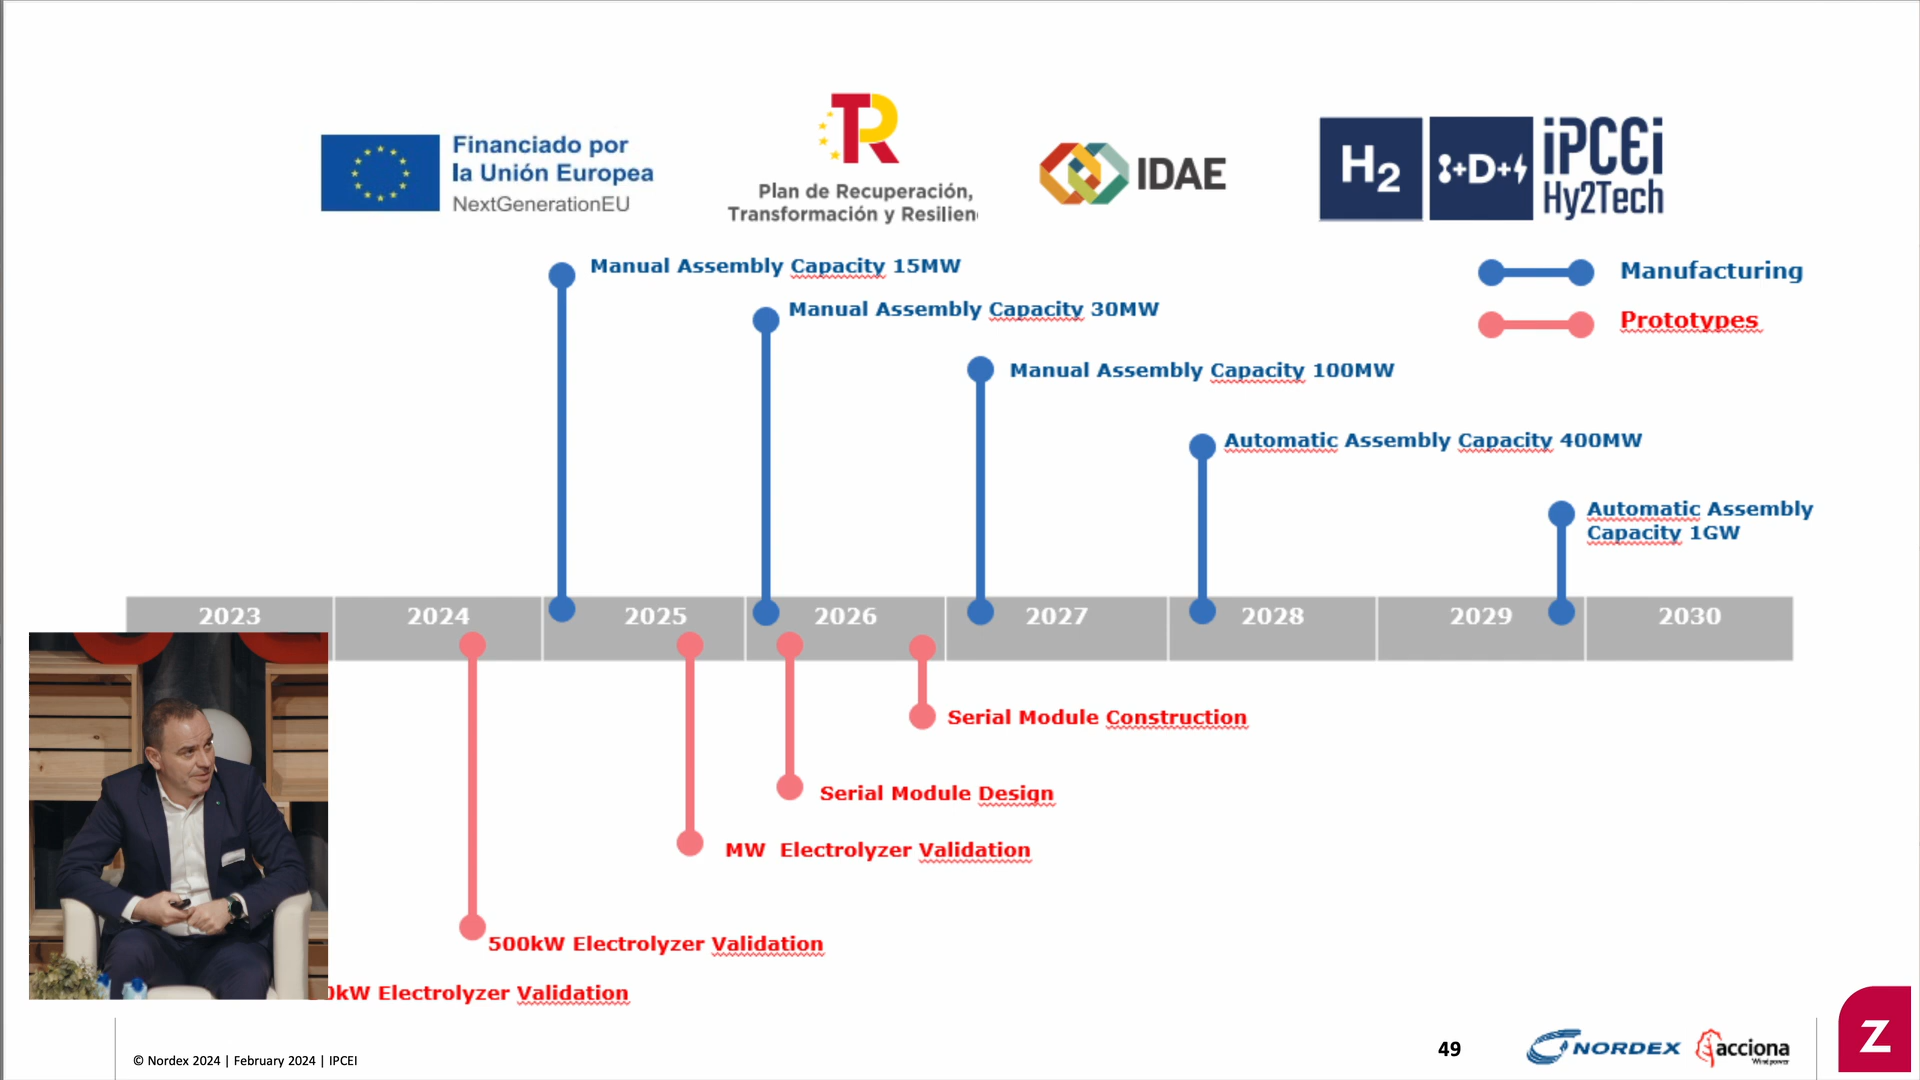 Financiado por
la Unión Europea
NextGenerationEU
TR
Plan de Recuperación,
Transformación y Resilien
IDAE
H2
+D+
iPCEi
Hy2Tech
Manual Assembly Capacity 15MW
Manual Assembly Capacity 30MW
Manual Assembly Capacity 100MW
Automatic Assembly Capacity 400MW
Automatic Assembly
Capacity 1GW
Manufacturing
Prototypes
2023 2024 2025 2026 2027 2028 2029 2030
Serial Module Construction
Serial Module Design
MW Electrolyzer Validation
500kW Electrolyzer Validation
0kW Electrolyzer Validation
© Nordex 2024 | February 2024 | IPCEI
49
NORDEX
acciona
Windpower
Z